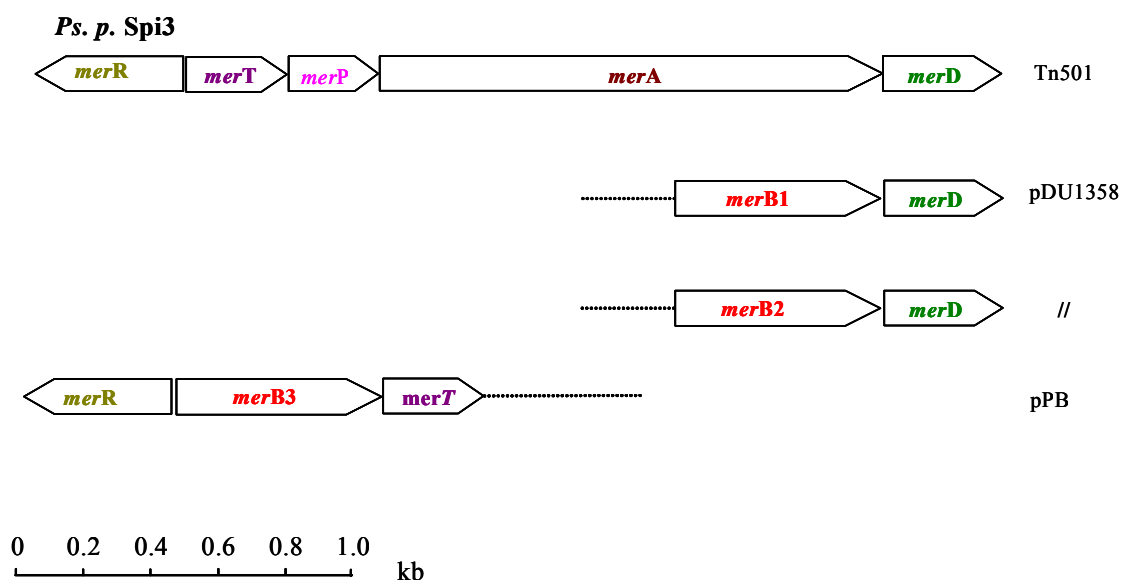 Ps. p. Spi3
merR merT merP merA merD Tn501
merB1 merD pDU1358
merB2 merD //
merR merB3 merT pPB
0 0.2 0.4 0.6 0.8 1.0
kb